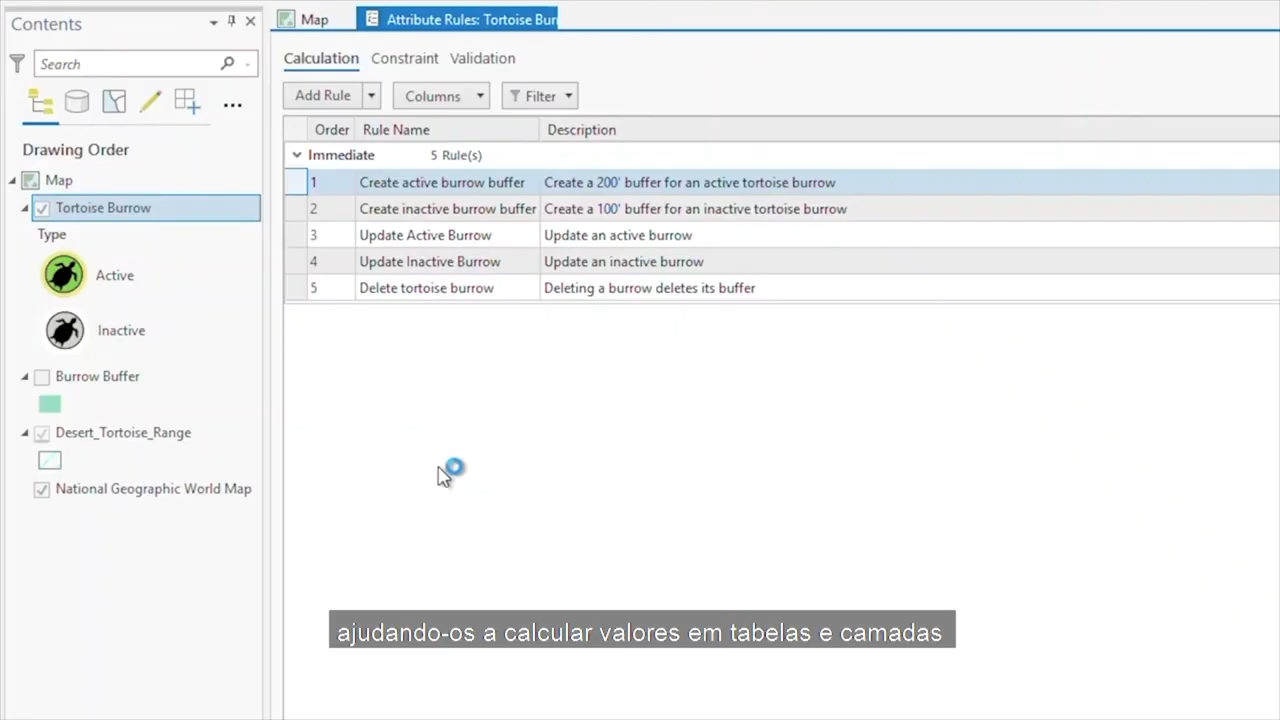 Contents
Search
Drawing Order
Map
Tortoise Burrow
Type
Active
Inactive
Burrow Buffer
Desert_Tortoise_Range
National Geographic World Map
Map
Attribute Rules: Tortoise Bur
Calculation Constraint Validation
Add Rule Columns Filter
Order Rule Name Description
Immediate 5 Rule(s)
1 Create active burrow buffer Create a 200' buffer for an active tortoise burrow
2 Create inactive burrow buffer Create a 100' buffer for an inactive tortoise burrow
3 Update Active Burrow Update an active burrow
4 Update Inactive Burrow Update an inactive burrow
5 Delete tortoise burrow Deleting a burrow deletes its buffer
ajudando-os a calcular valores em tabelas e camadas